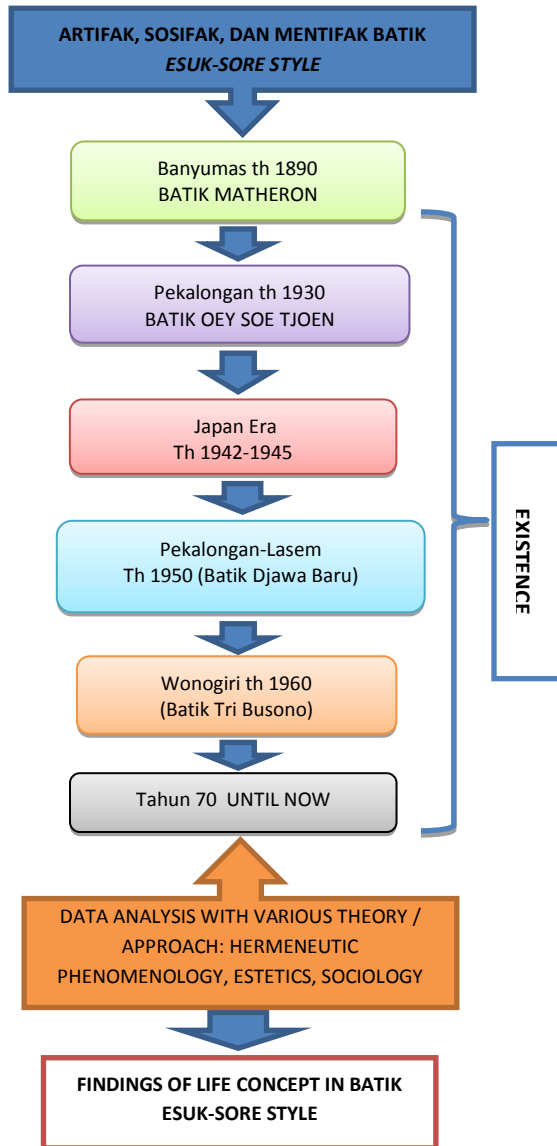 ARTIFAK, SOSIFAK, DAN MENTIFAK BATIK
ESUK-SORE STYLE
Banyumas th 1890
BATIK MATHERON
Pekalongan th 1930
BATIK OEY SOE TJOEN
Japan Era
Th 1942-1945
Pekalongan-Lasem
Th 1950 (Batik Djawa Baru)
Wonogiri th 1960
(Batik Tri Busono)
Tahun 70 UNTIL NOW
EXISTENCE
DATA ANALYSIS WITH VARIOUS THEORY /
APPROACH: HERMENEUTIC
PHENOMENOLOGY, ESTETICS, SOCIOLOGY
FINDINGS OF LIFE CONCEPT IN BATIK
ESUK-SORE STYLE